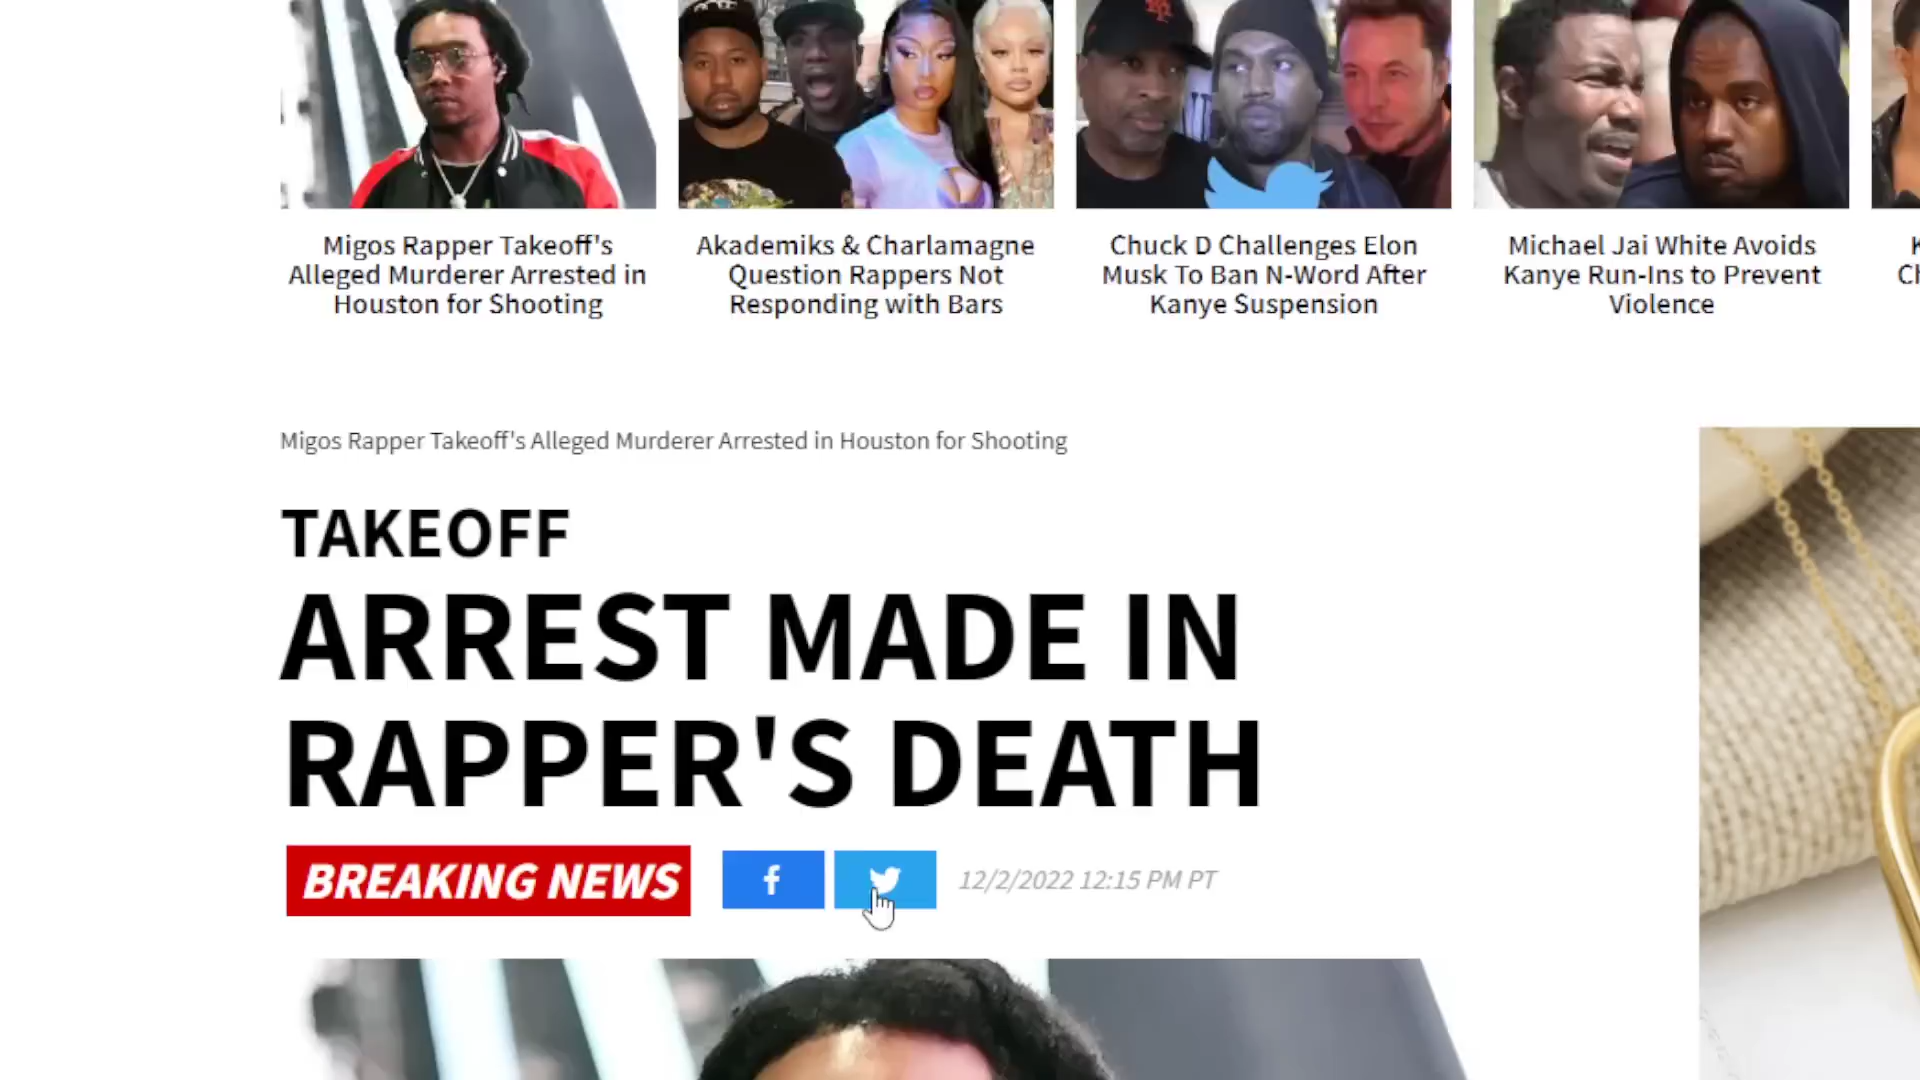 Migos Rapper Takeoff's
Alleged Murderer Arrested in
Houston for Shooting
Akademiks & Charlamagne
Question Rappers Not
Responding with Bars
Chuck D Challenges Elon
Musk To Ban N-Word After
Kanye Suspension
Michael Jai White Avoids
Kanye Run-Ins to Prevent
Violence
Migos Rapper Takeoff's Alleged Murderer Arrested in Houston for Shooting
TAKEOFF
ARREST MADE IN
RAPPER'S DEATH
BREAKING NEWS
12/2/2022 12:15 PM PT